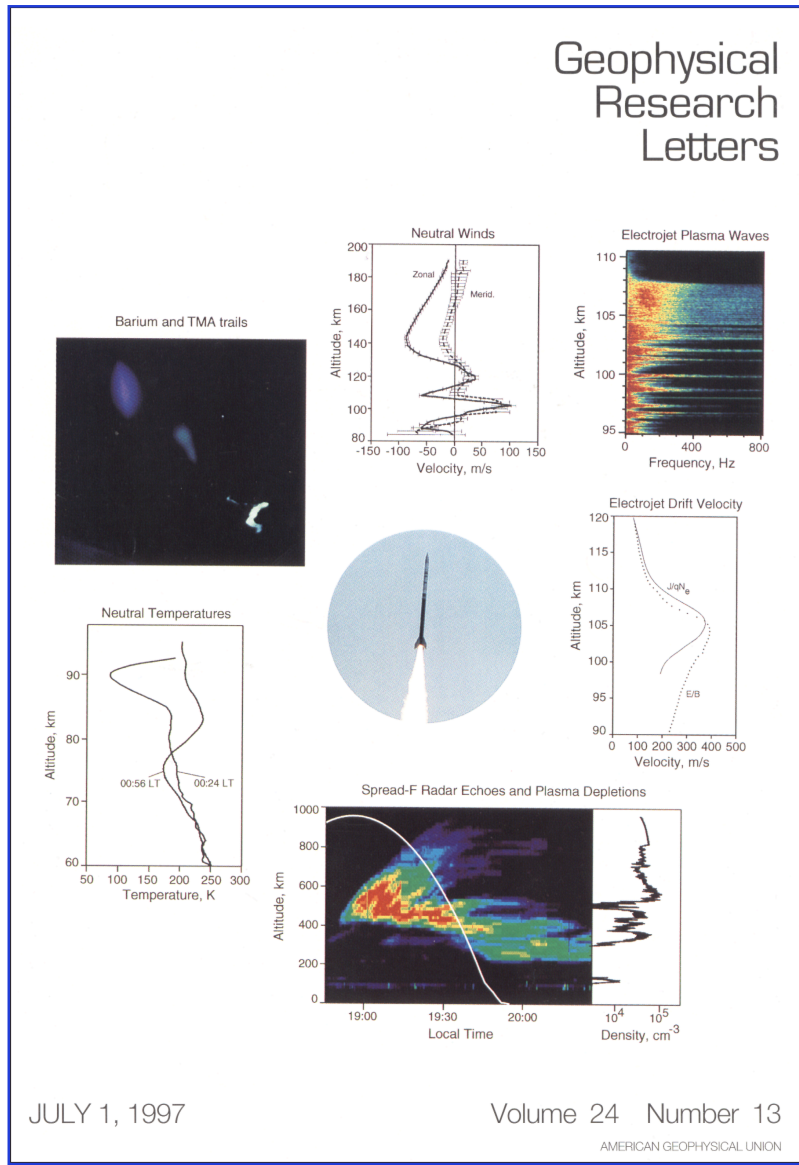 Geophysical
Research
Letters
Neutral Winds
200
180
160
140
120
100
80
Altitude, km
Zonal
Merid.
-150 -100 -50 0 50 100 150
Velocity, m/s
Electrojet Plasma Waves
110
105
100
95
Altitude, km
0 400 800
Frequency, Hz
Barium and TMA trails
Electrojet Drift Velocity
120
115
110
105
100
95
90
Altitude, km
J/qNe
E/B
0 100 200 300 400 500
Velocity, m/s
Neutral Temperatures
90
80
70
60
Altitude, km
00:56 LT
00:24 LT
50 100 150 200 250 300
Temperature, K
Spread-F Radar Echoes and Plasma Depletions
1000
800
600
400
200
0
Altitude, km
19:00 19:30 20:00
Local Time
10^4 10^5
Density, cm^-3
JULY 1, 1997
Volume 24 Number 13
AMERICAN GEOPHYSICAL UNION